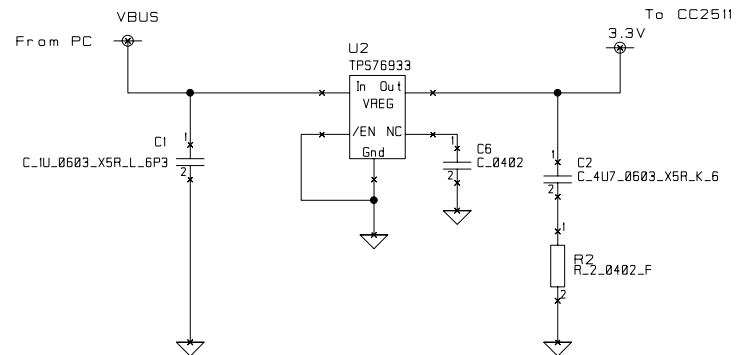 To CC2511
VBUS
From PC
3.3V
U2
TPS76933
In Out
VREG
/EN NC
Gnd
C1
1
C_1U_0603_X5R_L_6P3
2
1
C6
C_0402
2
1
C2
C_4U7_0603_X5R_K_6
2
1
R2
R_2_0402_F
2